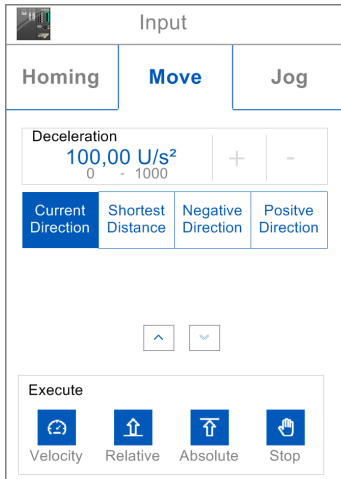 Input
Homing
Move
Jog
Deceleration
100,00 U/s²
0 - 1000
+
-
Current
Direction
Shortest
Distance
Negative
Direction
Positve
Direction
Execute
Velocity
Relative
Absolute
Stop